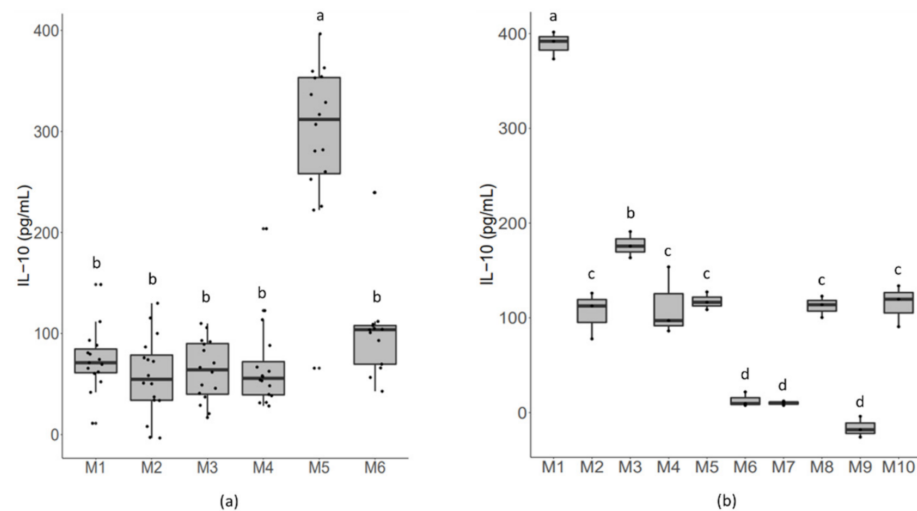 a
400
300
200
100
0
IL−10 (pg/mL)
b b b b b
M1 M2 M3 M4 M5 M6
(a)
a
400
300
200
100
0
IL−10 (pg/mL)
b
c c c c c
d d d
M1 M2 M3 M4 M5 M6 M7 M8 M9 M10
(b)